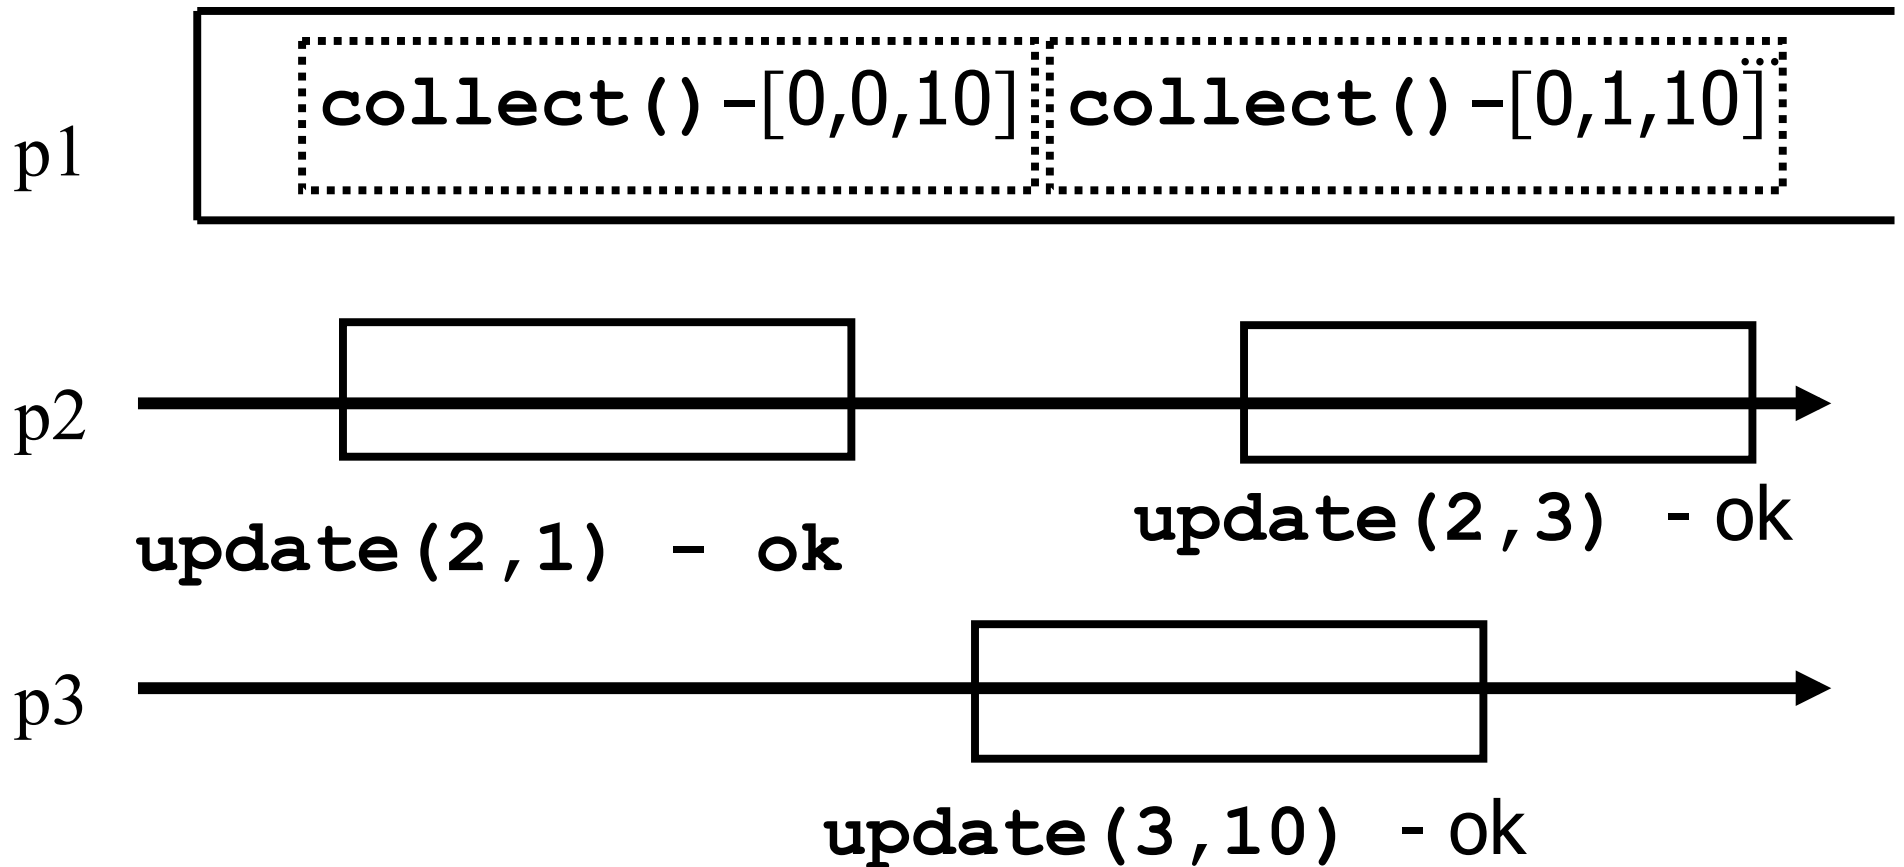 collect() -[0,0,10] collect() -[0,1,10]
...
p1
p2
update(2,1) - ok
update(2,3) - ok
p3
update(3,10) - ok